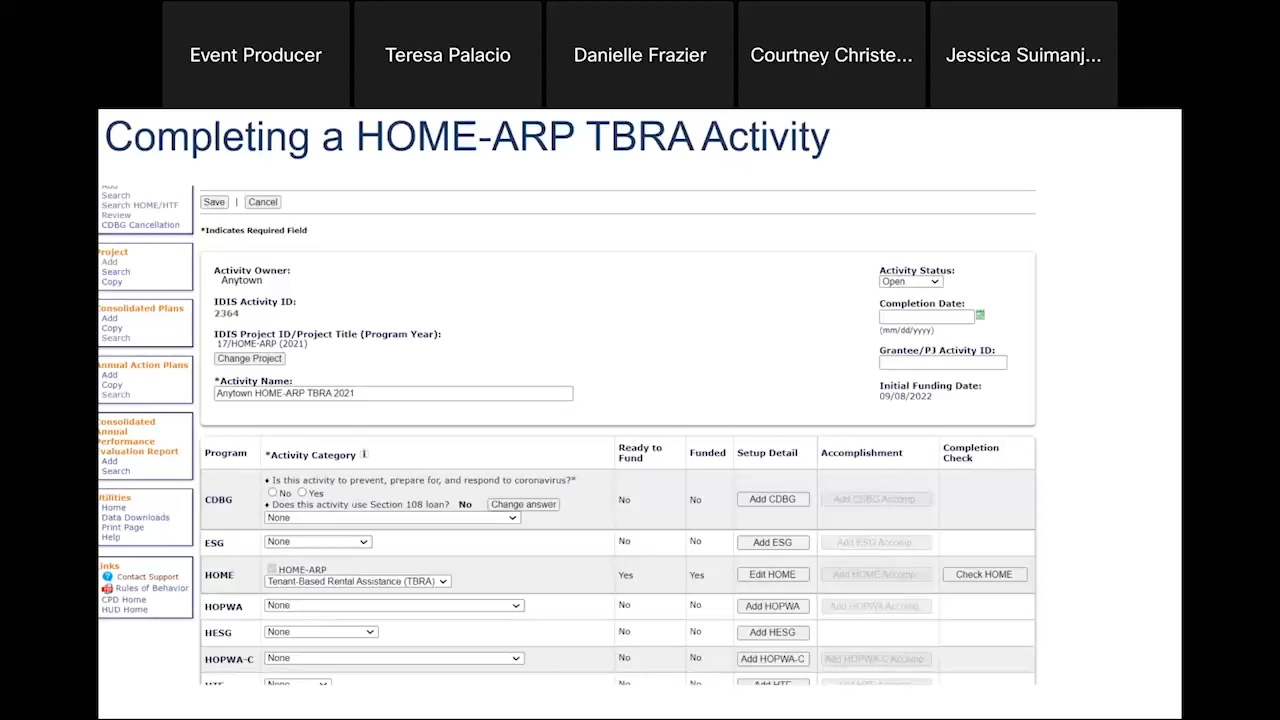 Event Producer
Teresa Palacio
Danielle Frazier
Courtney Christe...
Jessica Suimanj...
Completing a HOME-ARP TBRA Activity
Add
Search
Search HOME/HTF
Review
CDBG Cancellation
Project
Add
Search
Copy
Consolidated Plans
Add
Copy
Search
Annual Action Plans
Add
Copy
Search
Consolidated
Annual
Performance
Evaluation Report
Add
Search
Utilities
Home
Data Downloads
Print Page
Help
Links
Contact Support
Rules of Behavior
CPD Home
HUD Home
Save | Cancel
*Indicates Required Field
Activity Owner:
Anytown
IDIS Activity ID:
2364
IDIS Project ID/Project Title (Program Year):
17/HOME-ARP (2021)
Change Project
*Activity Name:
Anytown HOME-ARP TBRA 2021
Activity Status:
Open
Completion Date:
(mm/dd/yyyy)
Grantee/PJ Activity ID:
Initial Funding Date:
09/08/2022
Program *Activity Category Ready to Fund Funded Setup Detail Accomplishment Completion Check
♦ Is this activity to prevent, prepare for, and respond to coronavirus?*
No Yes
♦ Does this activity use Section 108 loan? No Change answer
CDBG None No No Add CDBG Add CDBG Accomp
ESG None No No Add ESG Add ESG Accomp
HOME-ARP
HOME Tenant-Based Rental Assistance (TBRA) Yes Yes Edit HOME Add HOME Accomp Check HOME
HOPWA None No No Add HOPWA Add HOPWA Accomp
HESG None No No Add HESG
HOPWA-C None No No Add HOPWA-C Add HOPWA-C Accomp
HTF None No No Add HTF